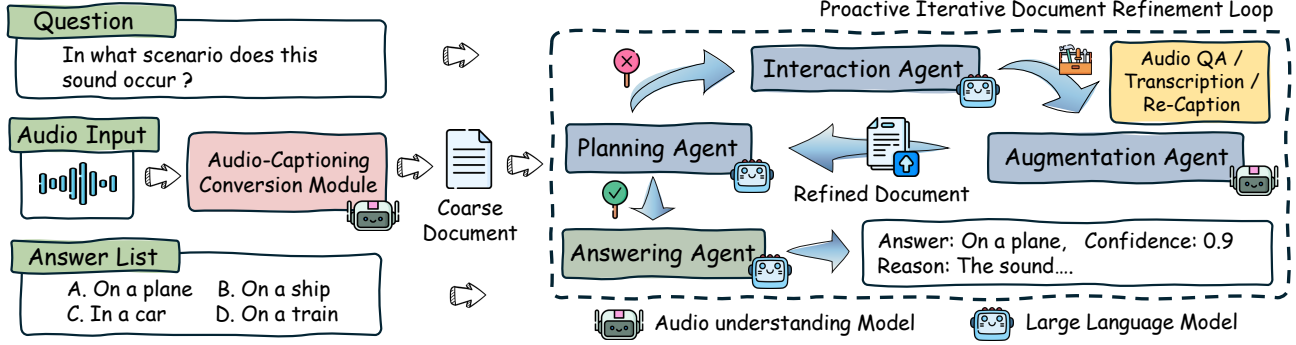 Proactive Iterative Document Refinement Loop
Question
In what scenario does this
sound occur ?
Audio Input
Audio-Captioning
Conversion Module
Coarse
Document
Answer List
A. On a plane B. On a ship
C. In a car D. On a train
Planning Agent
Interaction Agent
Audio QA /
Transcription /
Re-Caption
Augmentation Agent
Refined Document
Answering Agent
Answer: On a plane, Confidence: 0.9
Reason: The sound....
Audio understanding Model
Large Language Model